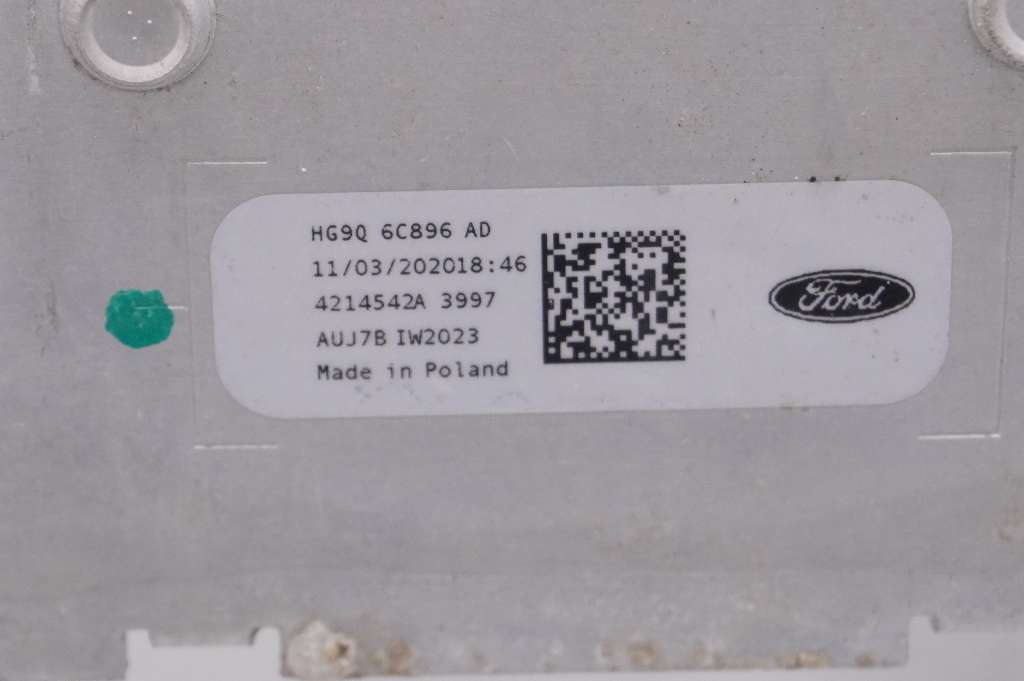 HG9Q 6C896 AD
11/03/202018:46
4214542A 3997
AUJ7B IW2023
Made in Poland
Ford